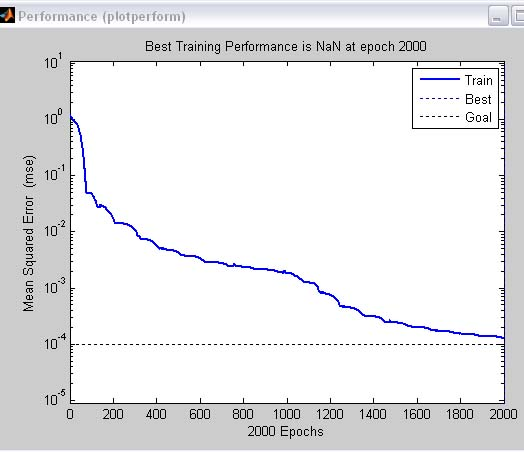 Performance (plotperform)
Best Training Performance is NaN at epoch 2000
Train
Best
Goal
Mean Squared Error (mse)
10^1
10^0
10^-1
10^-2
10^-3
10^-4
10^-5
0 200 400 600 800 1000 1200 1400 1600 1800 2000
2000 Epochs